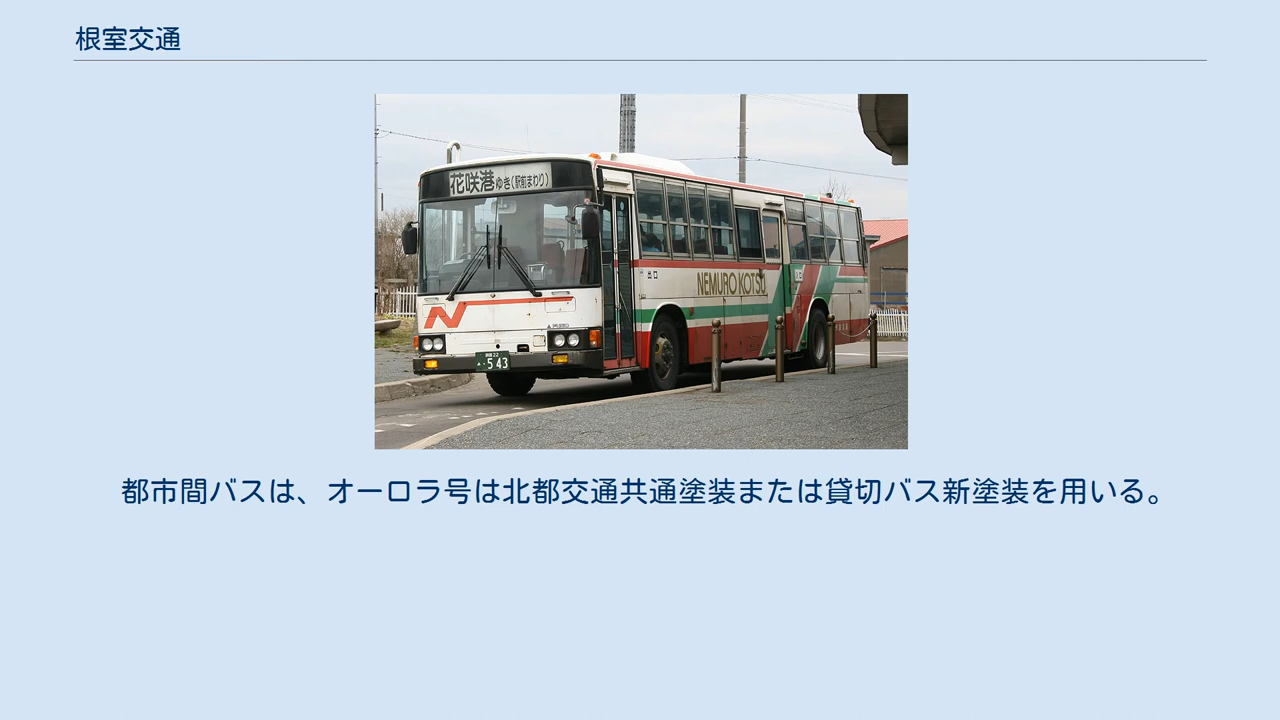 根室交通
花咲港ゆき(駅前まわり)
出口
NEMURO KOTSU
N
543
都市間バスは、オーロラ号は北都交通共通塗装または貸切バス新塗装を用いる。